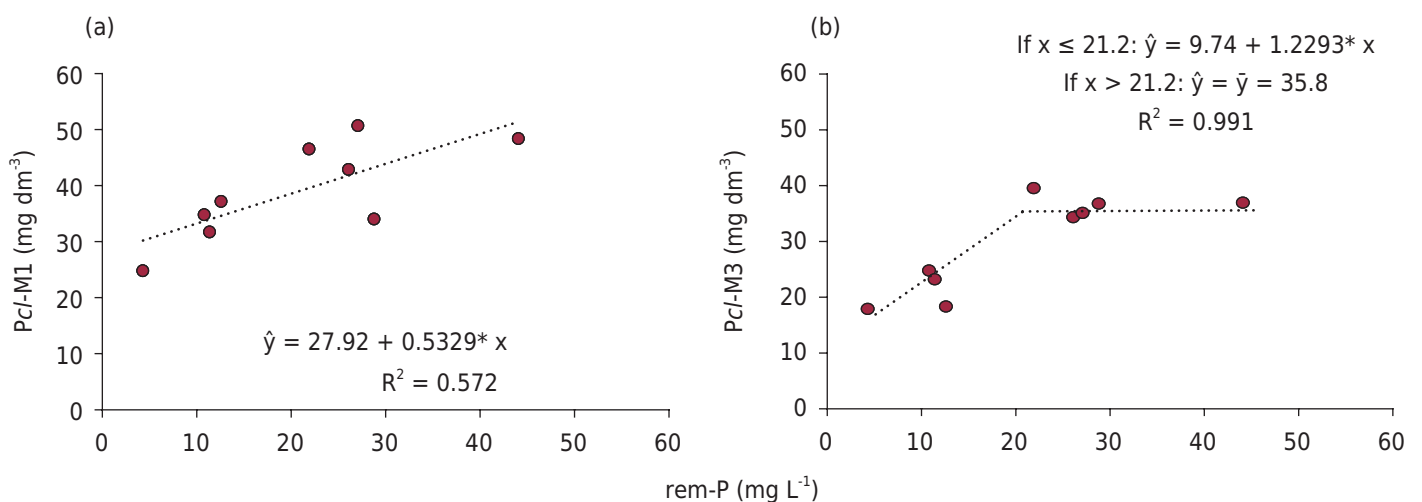 (a)
60
50
40
30
20
10
0
Pcl-M1 (mg dm⁻³)
ŷ = 27.92 + 0.5329* x
R² = 0.572
0 10 20 30 40 50 60
(b)
If x ≤ 21.2: ŷ = 9.74 + 1.2293* x
If x > 21.2: ŷ = ȳ = 35.8
R² = 0.991
60
50
40
30
20
10
0
Pcl-M3 (mg dm⁻³)
0 10 20 30 40 50 60
rem-P (mg L⁻¹)